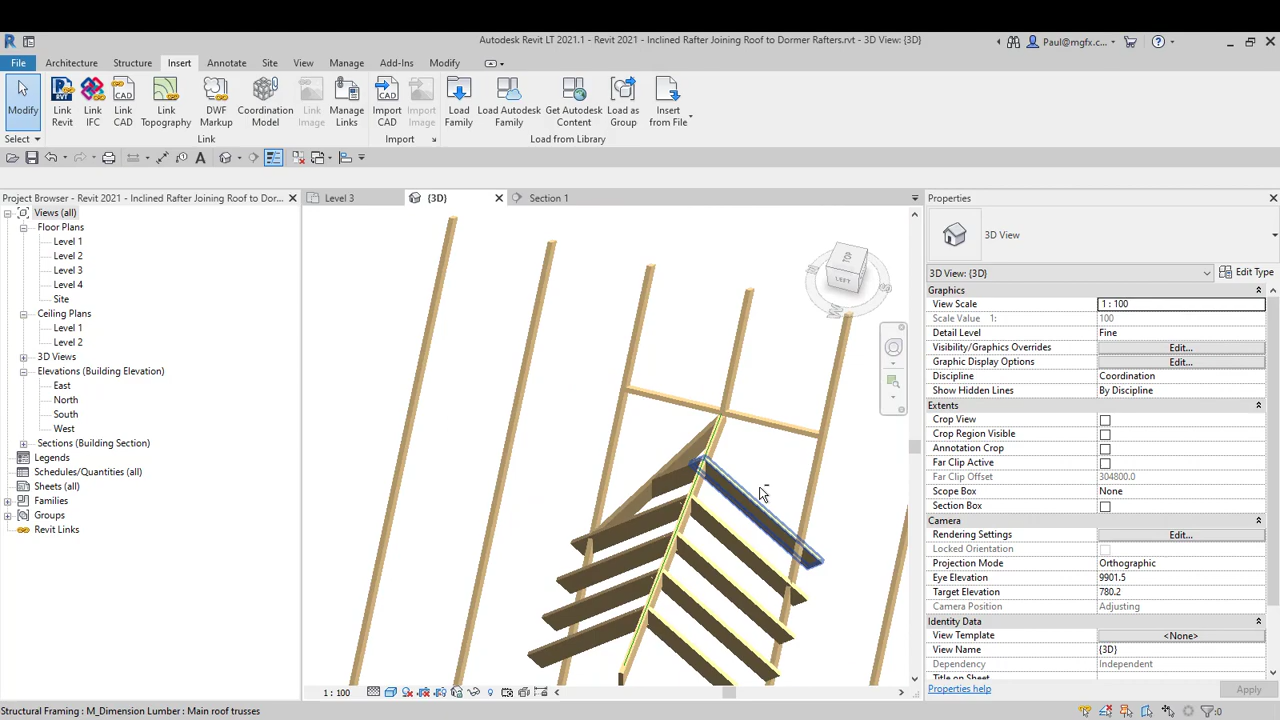 Autodesk Revit LT 2021.1 - Revit 2021 - Inclined Rafter Joining Roof to Dormer Rafters.rvt - 3D View: {3D}
Paul@mgfx.c...
File Architecture Structure Insert Annotate Site View Manage Add-Ins Modify
Modify
Link Revit
Link IFC
Link CAD
Link Topography
DWF Markup
Coordination Model
Link Image
Manage Links
Import CAD
Import Image
Load Family
Load Autodesk Family
Get Autodesk Content
Load as Group
Insert from File
Select Link Import Load from Library
Project Browser - Revit 2021 - Inclined Rafter Joining Roof to Dor...
Views (all)
Floor Plans
Level 1
Level 2
Level 3
Level 4
Site
Ceiling Plans
Level 1
Level 2
3D Views
Elevations (Building Elevation)
East
North
South
West
Sections (Building Section)
Legends
Schedules/Quantities (all)
Sheets (all)
Families
Groups
Revit Links
Level 3 {3D} Section 1
LEFT
1 : 100
Properties
3D View
3D View: {3D} Edit Type
Graphics
View Scale 1 : 100
Scale Value 1: 100
Detail Level Fine
Visibility/Graphics Overrides Edit...
Graphic Display Options Edit...
Discipline Coordination
Show Hidden Lines By Discipline
Extents
Crop View
Crop Region Visible
Annotation Crop
Far Clip Active
Far Clip Offset 304800.0
Scope Box None
Section Box
Camera
Rendering Settings Edit...
Locked Orientation
Projection Mode Orthographic
Eye Elevation 9901.5
Target Elevation 780.2
Camera Position Adjusting
Identity Data
View Template <None>
View Name {3D}
Dependency Independent
Title on Sheet
Properties help Apply
Structural Framing : M_Dimension Lumber : Main roof trusses
:0